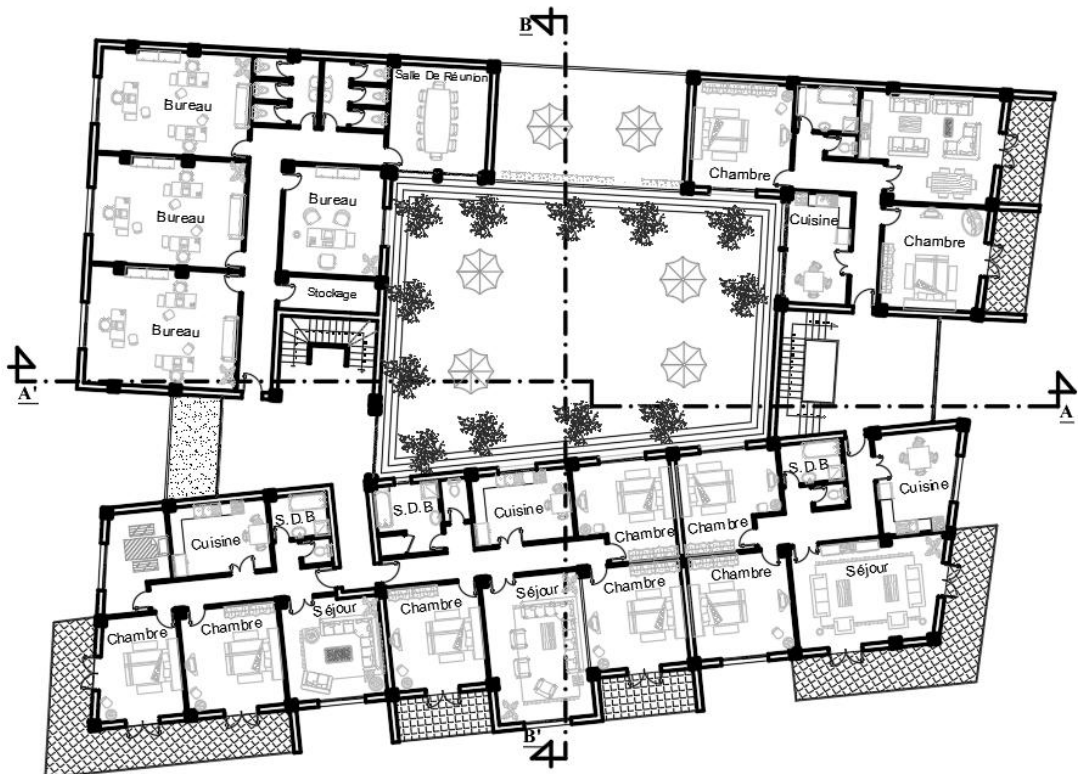 B
Salle De Réunion
Bureau
Chambre
Bureau
Bureau
Cuisine
Chambre
Stockage
Bureau
A'
A
S.D.B
Cuisine
S.D.B
S.D.B
Cuisine
Cuisine
Chambre
Chambre
Séjour
Chambre
Séjour
Chambre
Chambre
Séjour
Chambre
Chambre
B'